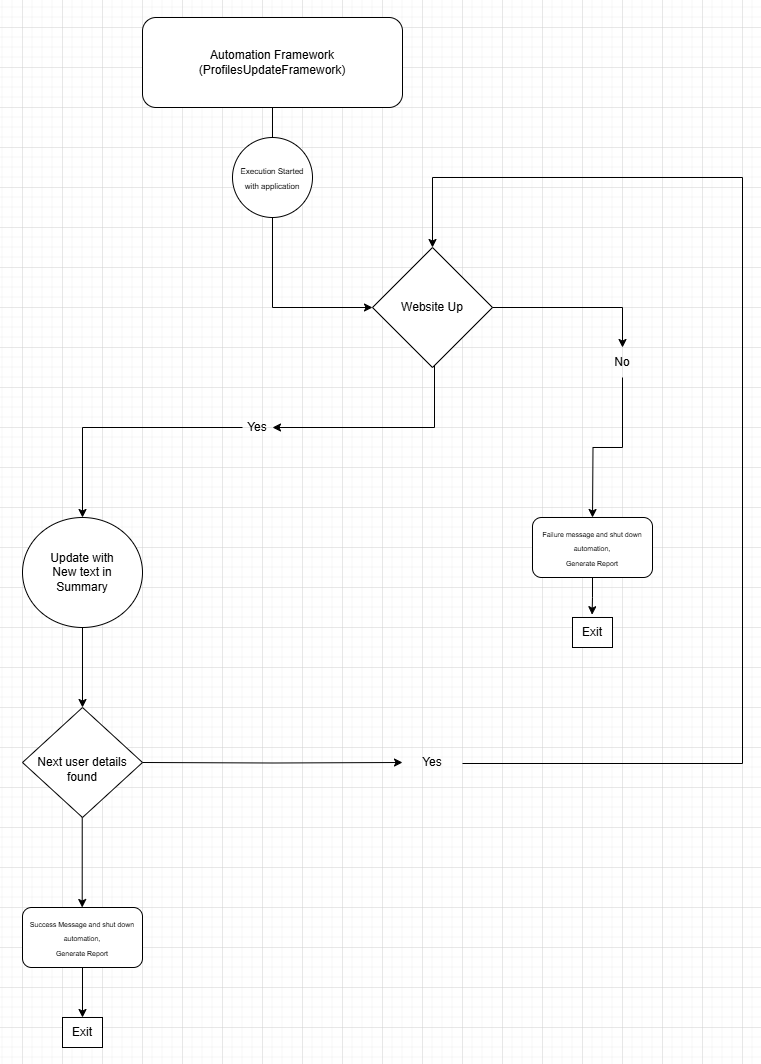 Automation Framework
(ProfilesUpdateFramework)
Execution Started
with application
Website Up
No
Yes
Failure message and shut down
automation,
Generate Report
Update with
New text in
Summary
Exit
Next user details
found
Yes
Success Message and shut down
automation,
Generate Report
Exit